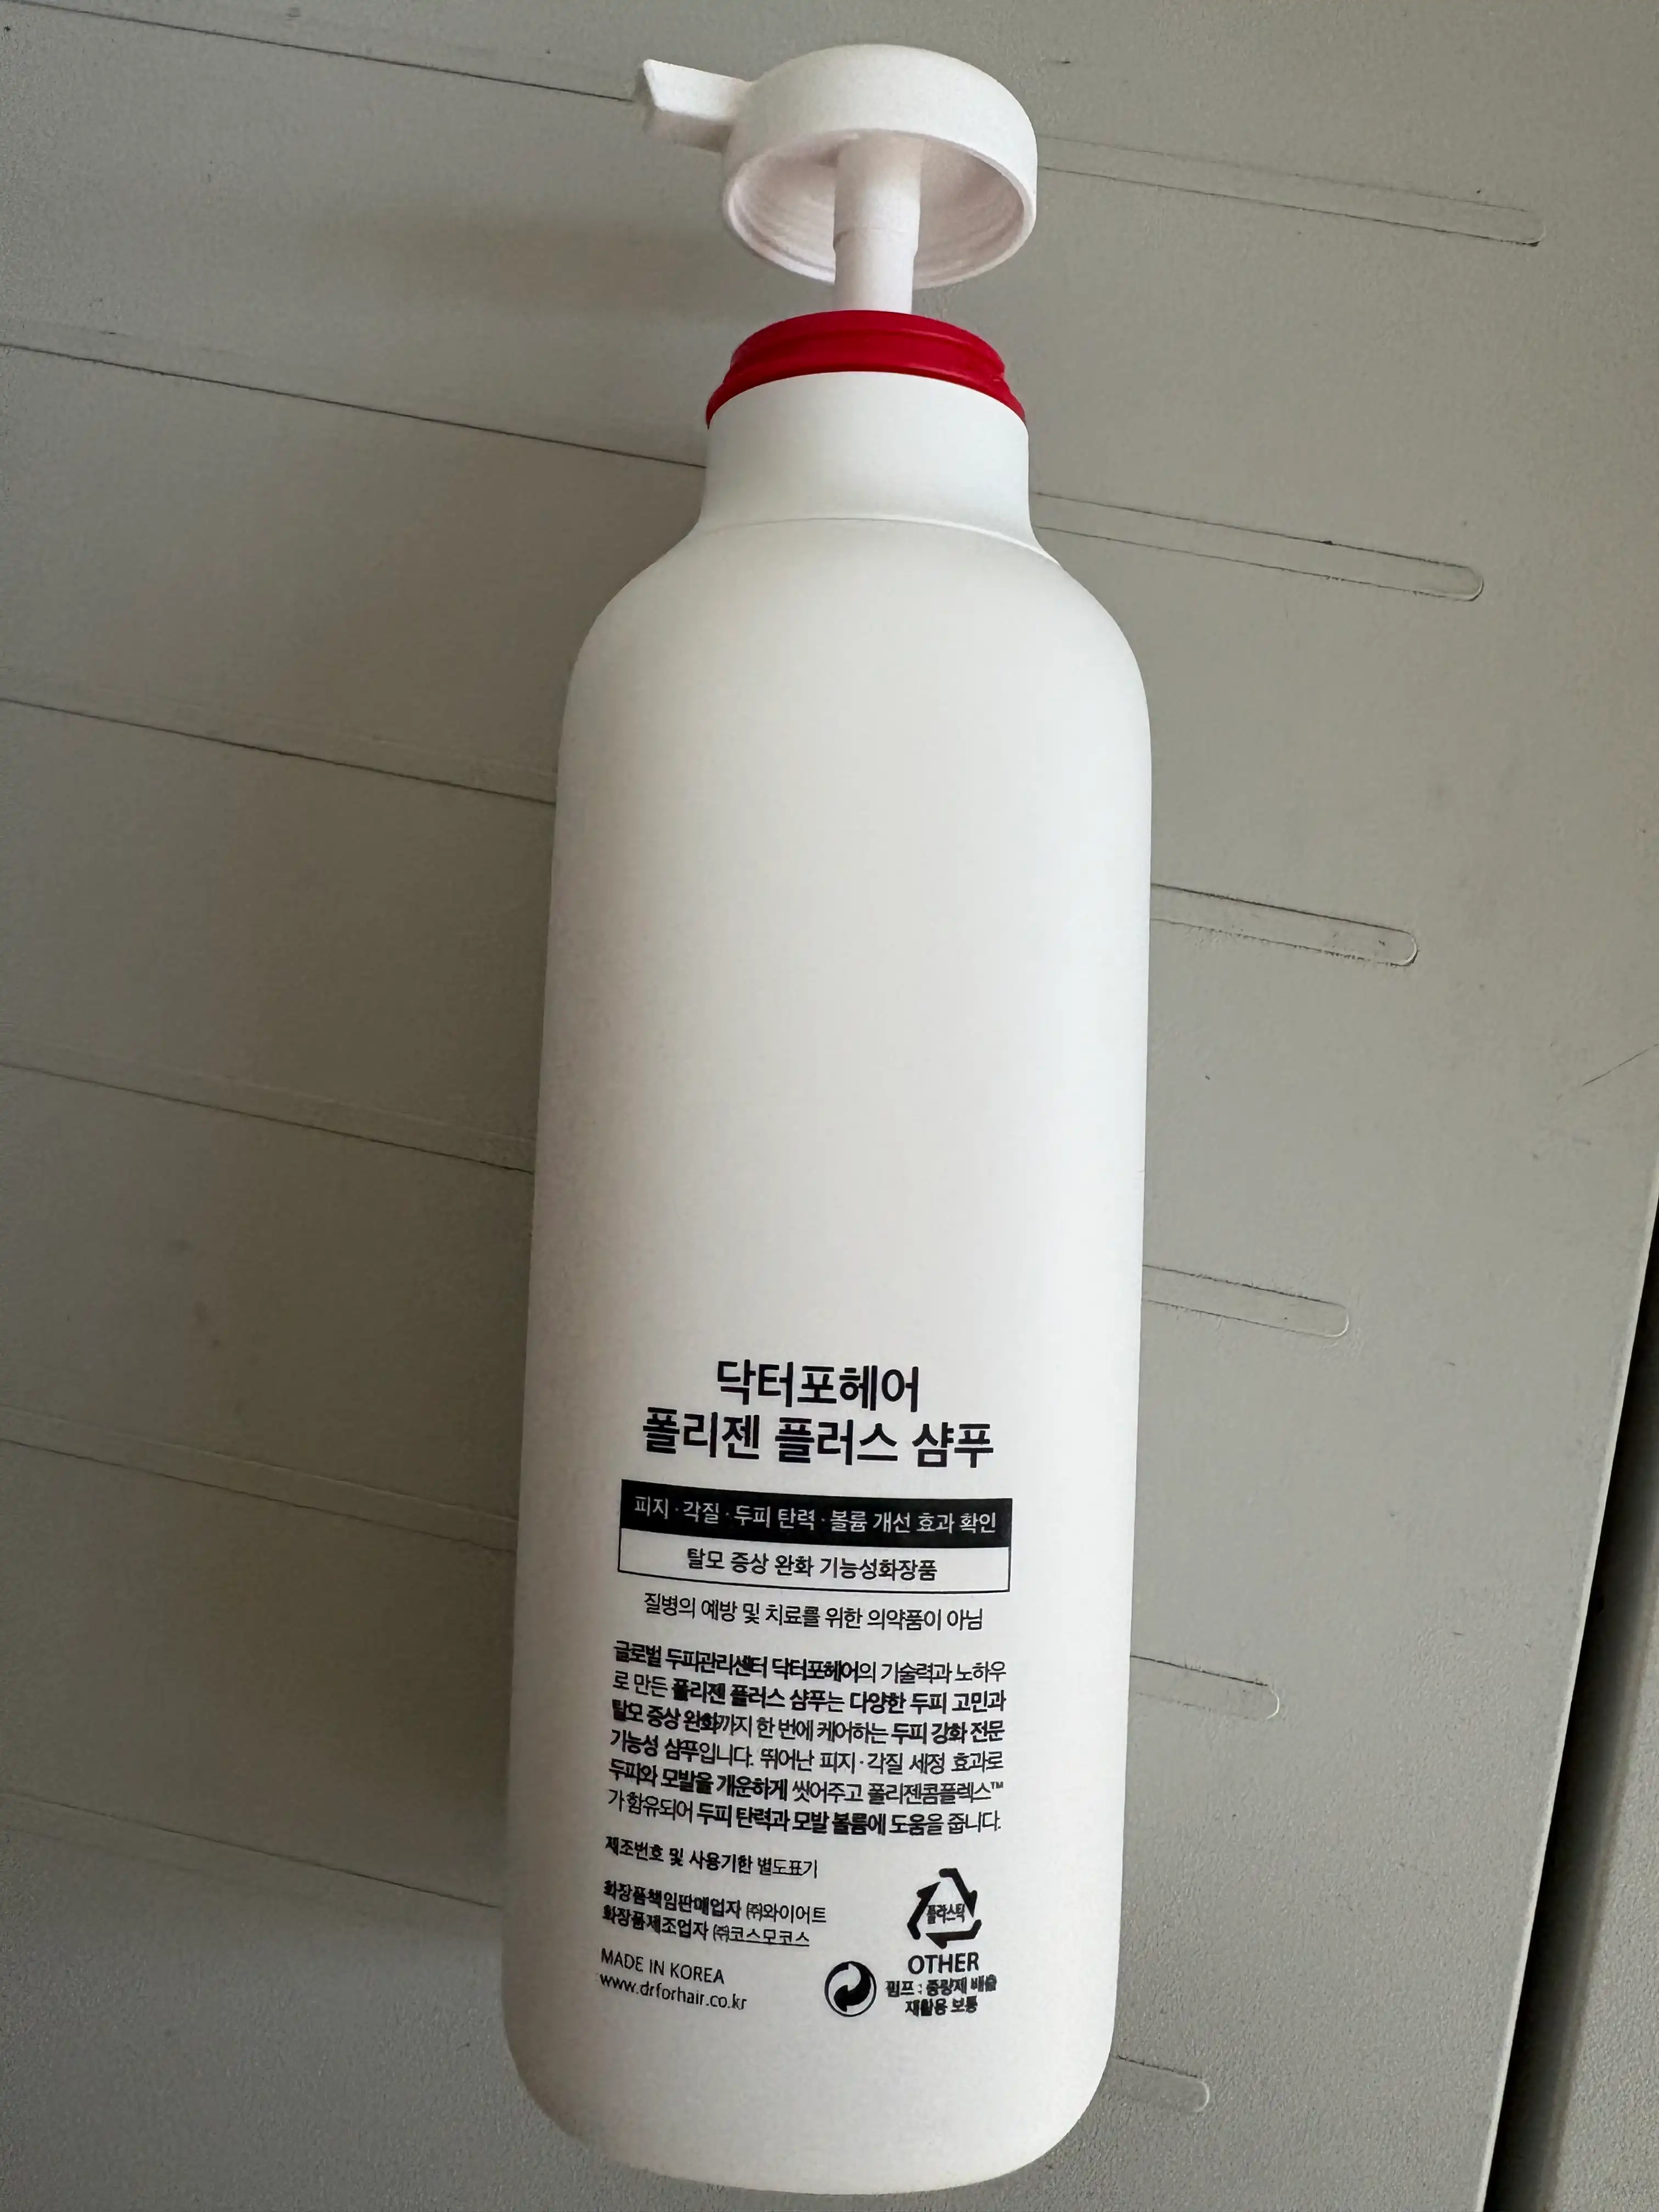 닥터포헤어
폴리젠 플러스 샴푸
피지·각질·두피 탄력·볼륨 개선 효과 확인
탈모 증상 완화 기능성화장품
질병의 예방 및 치료를 위한 의약품이 아님
글로벌 두피관리센터 닥터포헤어의 기술력과 노하우
로 만든 폴리젠 플러스 샴푸는 다양한 두피 고민과
탈모 증상 완화까지 한 번에 케어하는 두피 강화 전문
기능성 샴푸입니다. 뛰어난 피지·각질 세정 효과로
두피와 모발을 개운하게 씻어주고 폴리젠콤플렉스™
가 함유되어 두피 탄력과 모발 볼륨에 도움을 줍니다.
제조번호 및 사용기한 별도표기
화장품책임판매업자 ㈜와이어트
화장품제조업자 ㈜코스모코스
MADE IN KOREA
www.drforhair.co.kr
플라스틱
OTHER
펌프 : 종량제 배출
재활용 보통